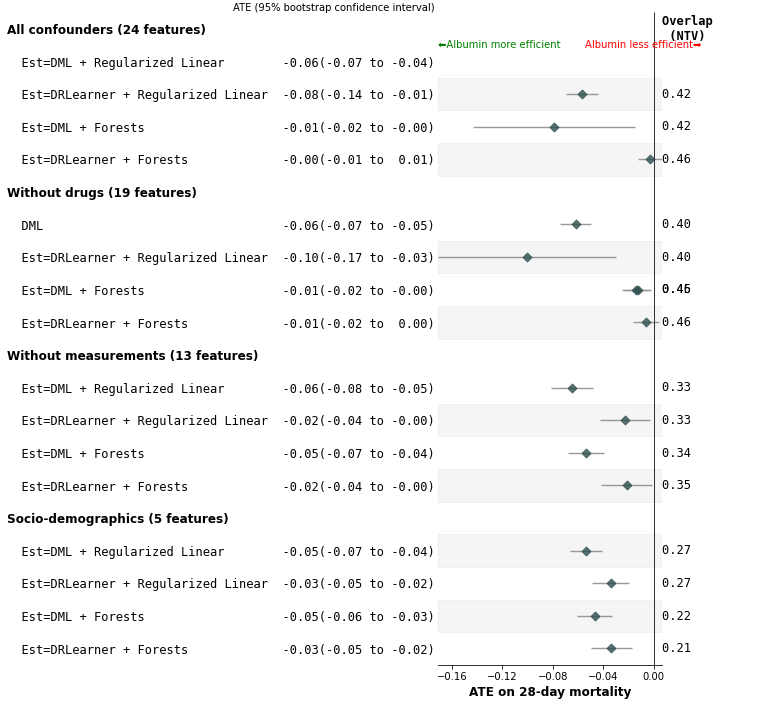 ATE (95% bootstrap confidence interval)
Overlap
(NTV)
All confounders (24 features)
⬅Albumin more efficient Albumin less efficient➡
Est=DML + Regularized Linear -0.06(-0.07 to -0.04)
Est=DRLearner + Regularized Linear -0.08(-0.14 to -0.01) 0.42
Est=DML + Forests -0.01(-0.02 to -0.00) 0.42
Est=DRLearner + Forests -0.00(-0.01 to 0.01) 0.46
Without drugs (19 features)
DML -0.06(-0.07 to -0.05) 0.40
Est=DRLearner + Regularized Linear -0.10(-0.17 to -0.03) 0.40
Est=DML + Forests -0.01(-0.02 to -0.00)
Est=DRLearner + Forests -0.01(-0.02 to 0.00) 0.46
Without measurements (13 features)
Est=DML + Regularized Linear -0.06(-0.08 to -0.05) 0.33
Est=DRLearner + Regularized Linear -0.02(-0.04 to -0.00) 0.33
Est=DML + Forests -0.05(-0.07 to -0.04) 0.34
Est=DRLearner + Forests -0.02(-0.04 to -0.00) 0.35
Socio-demographics (5 features)
Est=DML + Regularized Linear -0.05(-0.07 to -0.04) 0.27
Est=DRLearner + Regularized Linear -0.03(-0.05 to -0.02) 0.27
Est=DML + Forests -0.05(-0.06 to -0.03) 0.22
Est=DRLearner + Forests -0.03(-0.05 to -0.02) 0.21
−0.16 −0.12 −0.08 −0.04 0.00
ATE on 28-day mortality